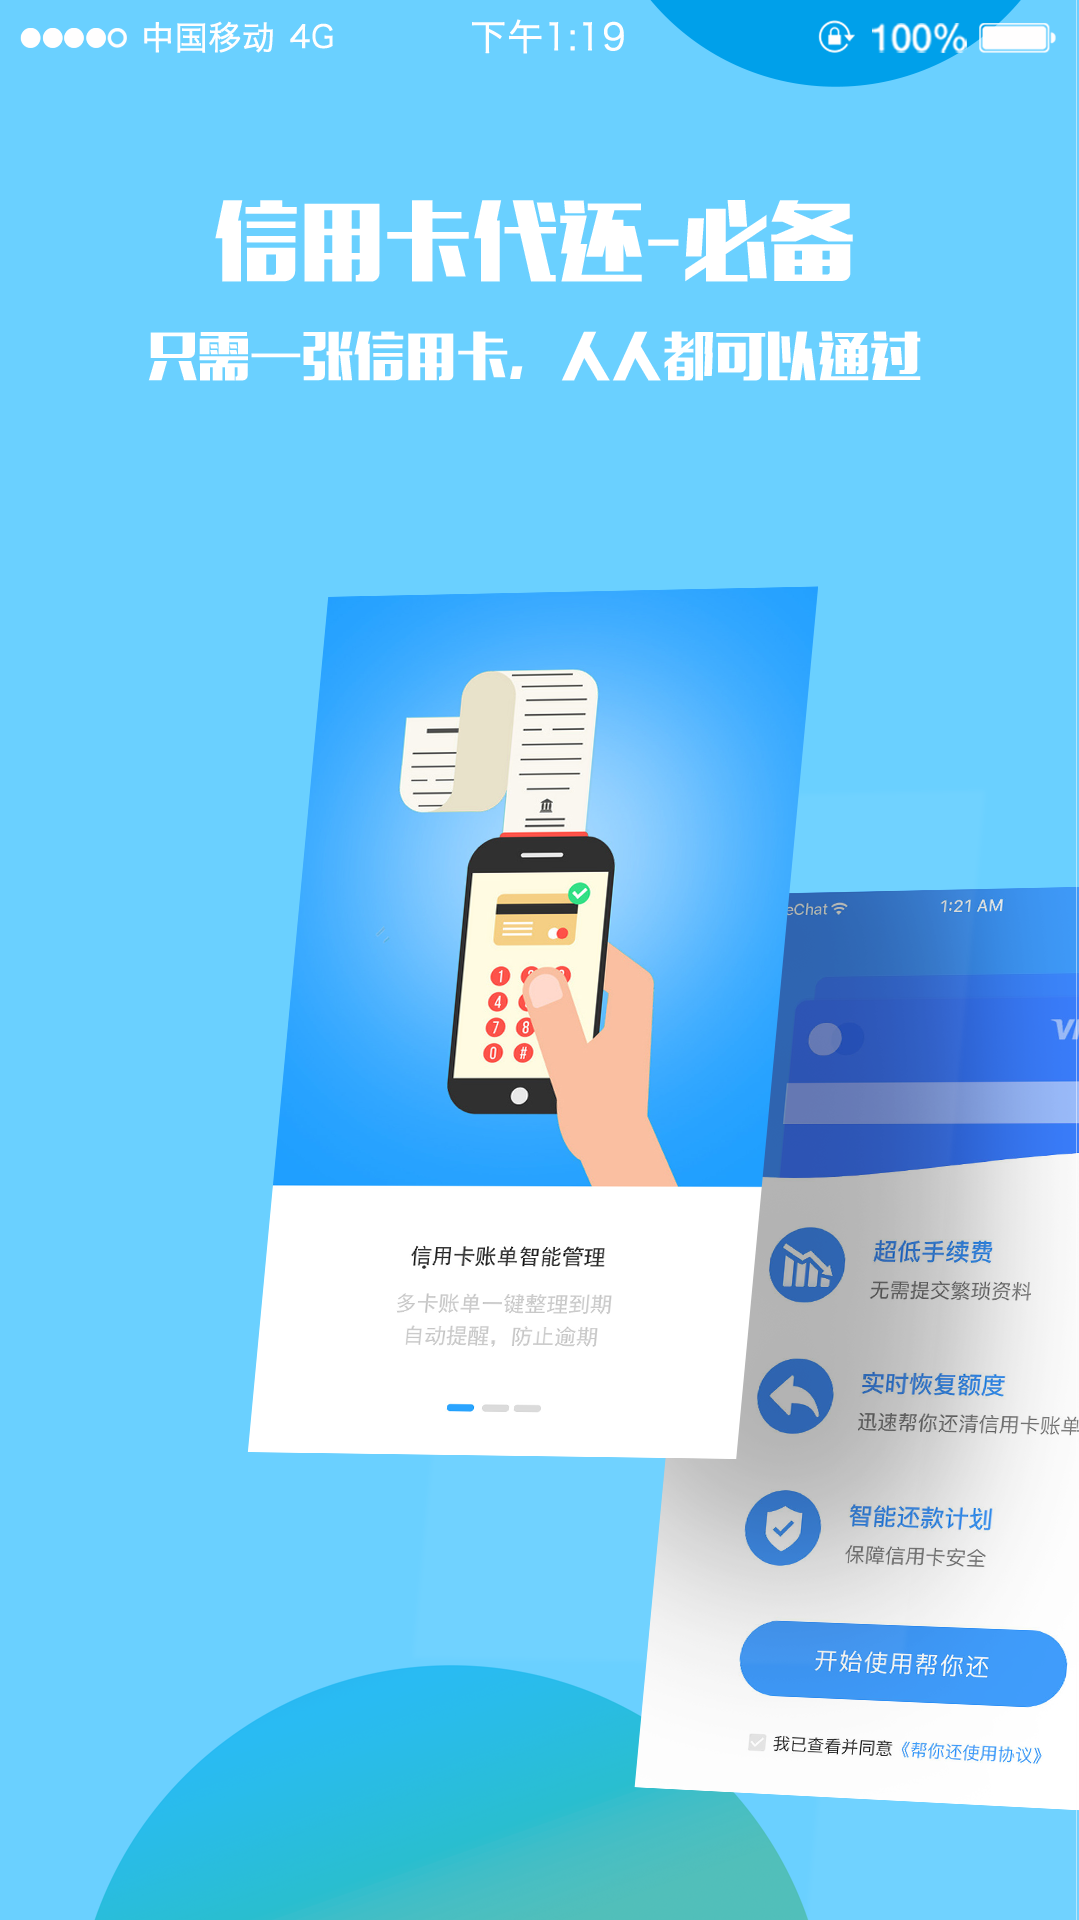 中国移动 4G 下午1:19 100%
信用卡代还-必备
只需一张信用卡，人人都可以通过
1
4
7 8
0 #
信用卡账单智能管理
多卡账单一键整理到期
自动提醒，防止逾期
eChat 1:21 AM
超低手续费
无需提交繁琐资料
实时恢复额度
迅速帮你还清信用卡账单
智能还款计划
保障信用卡安全
开始使用帮你还
我已查看并同意《帮你还使用协议》